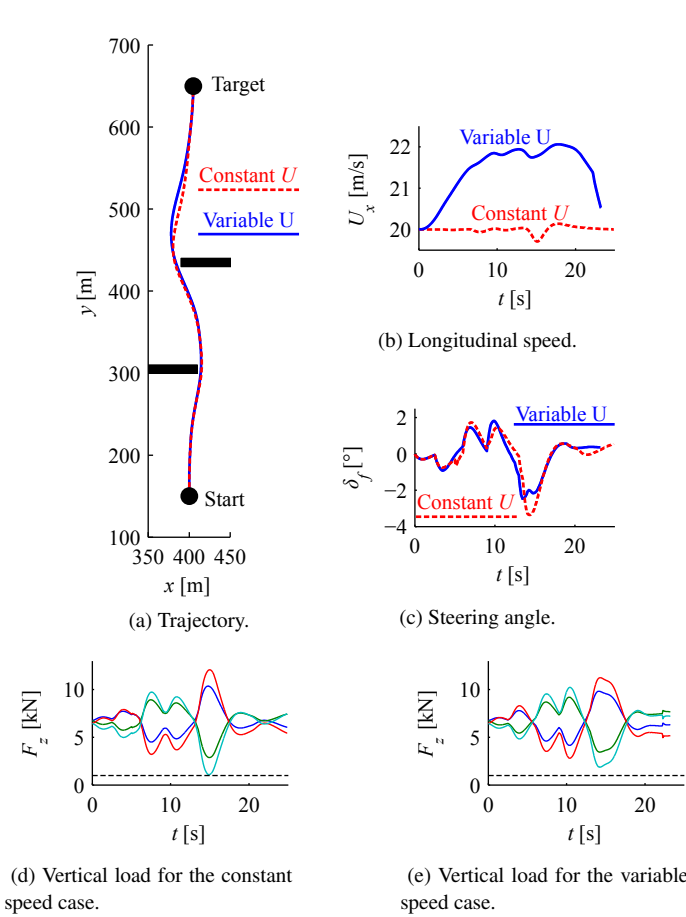 700
600
500
400
300
200
100
350 400 450
y [m]
x [m]
Target
Constant U
Variable U
Start
(a) Trajectory.
22
21
20
0 10 20
U_x [m/s]
t [s]
Variable U
Constant U
(b) Longitudinal speed.
2
0
−2
−4
0 10 20
δ_f [°]
t [s]
Variable U
Constant U
(c) Steering angle.
10
5
0
0 10 20
F_z [kN]
t [s]
(d) Vertical load for the constant
speed case.
10
5
0
0 10 20
F_z [kN]
t [s]
(e) Vertical load for the variable
speed case.